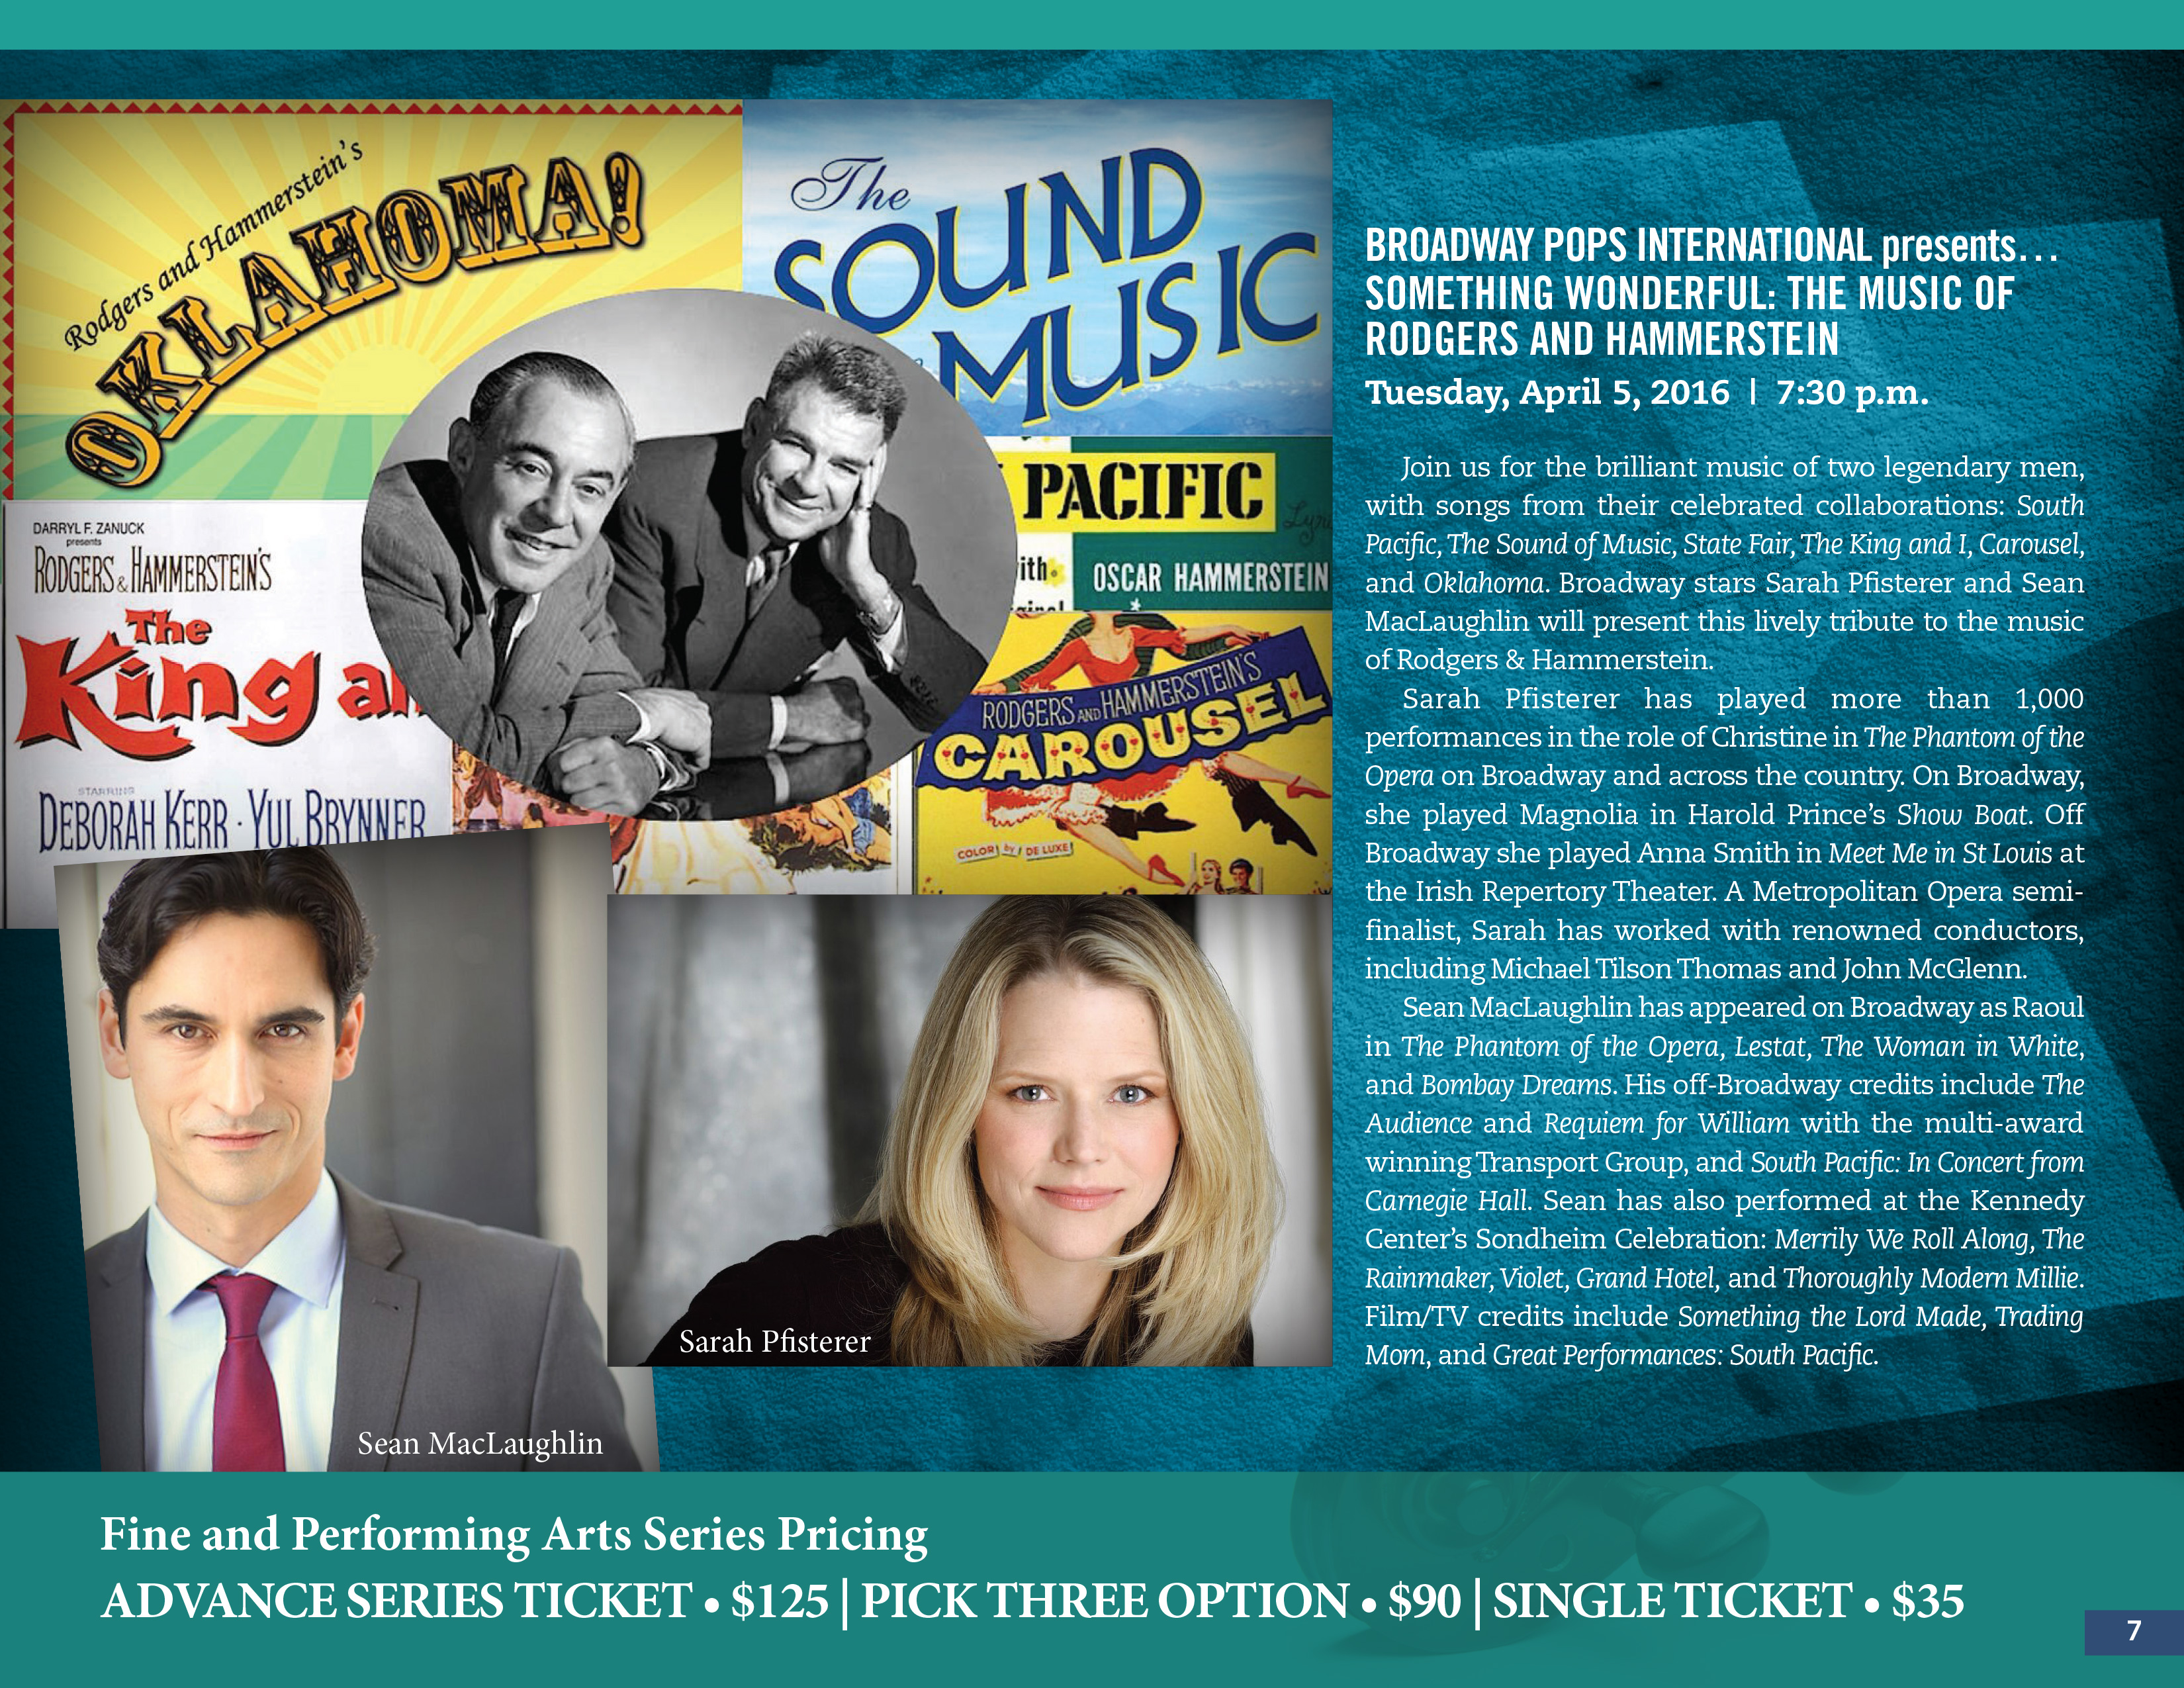 Rodgers and Hammerstein's
OKLAHOMA!
The
SOUND
MUSIC
PACIFIC
with
OSCAR HAMMERSTEIN
DARRYL F. ZANUCK
presents
RODGERS & HAMMERSTEIN'S
The
King
STARRING
DEBORAH KERR · YUL BRYNNER
RODGERS AND HAMMERSTEIN'S
CAROUSEL
COLOR by DE LUXE
Sarah Pfisterer
Sean MacLaughlin
BROADWAY POPS INTERNATIONAL presents…
SOMETHING WONDERFUL: THE MUSIC OF
RODGERS AND HAMMERSTEIN
Tuesday, April 5, 2016 | 7:30 p.m.
Join us for the brilliant music of two legendary men,
with songs from their celebrated collaborations: South
Pacific, The Sound of Music, State Fair, The King and I, Carousel,
and Oklahoma. Broadway stars Sarah Pfisterer and Sean
MacLaughlin will present this lively tribute to the music
of Rodgers & Hammerstein.
Sarah Pfisterer has played more than 1,000
performances in the role of Christine in The Phantom of the
Opera on Broadway and across the country. On Broadway,
she played Magnolia in Harold Prince's Show Boat. Off
Broadway she played Anna Smith in Meet Me in St Louis at
the Irish Repertory Theater. A Metropolitan Opera semi-
finalist, Sarah has worked with renowned conductors,
including Michael Tilson Thomas and John McGlenn.
Sean MacLaughlin has appeared on Broadway as Raoul
in The Phantom of the Opera, Lestat, The Woman in White,
and Bombay Dreams. His off-Broadway credits include The
Audience and Requiem for William with the multi-award
winning Transport Group, and South Pacific: In Concert from
Carnegie Hall. Sean has also performed at the Kennedy
Center's Sondheim Celebration: Merrily We Roll Along, The
Rainmaker, Violet, Grand Hotel, and Thoroughly Modern Millie.
Film/TV credits include Something the Lord Made, Trading
Mom, and Great Performances: South Pacific.
Fine and Performing Arts Series Pricing
ADVANCE SERIES TICKET • $125 | PICK THREE OPTION • $90 | SINGLE TICKET • $35
7